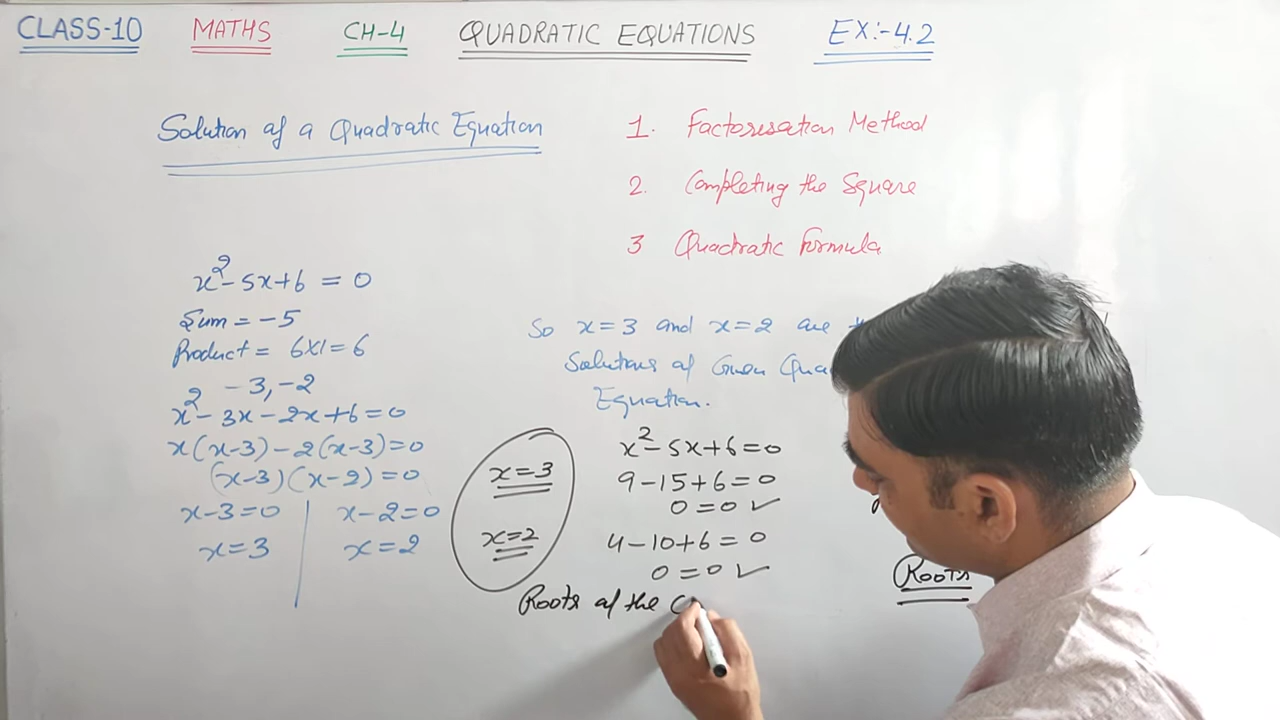 CLASS-10 MATHS CH-4 QUADRATIC EQUATIONS EX:-4.2
Solution of a Quadratic Equation
1. Factorisation Method
2. Completing the Square
3 Quadratic Formula
x²-5x+6=0
Sum = -5
Product = 6X1=6
-3,-2
x²-3x-2x+6=0
x(x-3)-2(x-3)=0
(x-3)(x-2)=0
x-3=0 | x-2=0
x=3 | x=2
So x=3 and x=2 are
Solutions of Given
Equation.
x=3
x=2
x²-5x+6=0
9-15+6=0
0=0 ✓
4-10+6=0
0=0 ✓
Roots of the
Roots